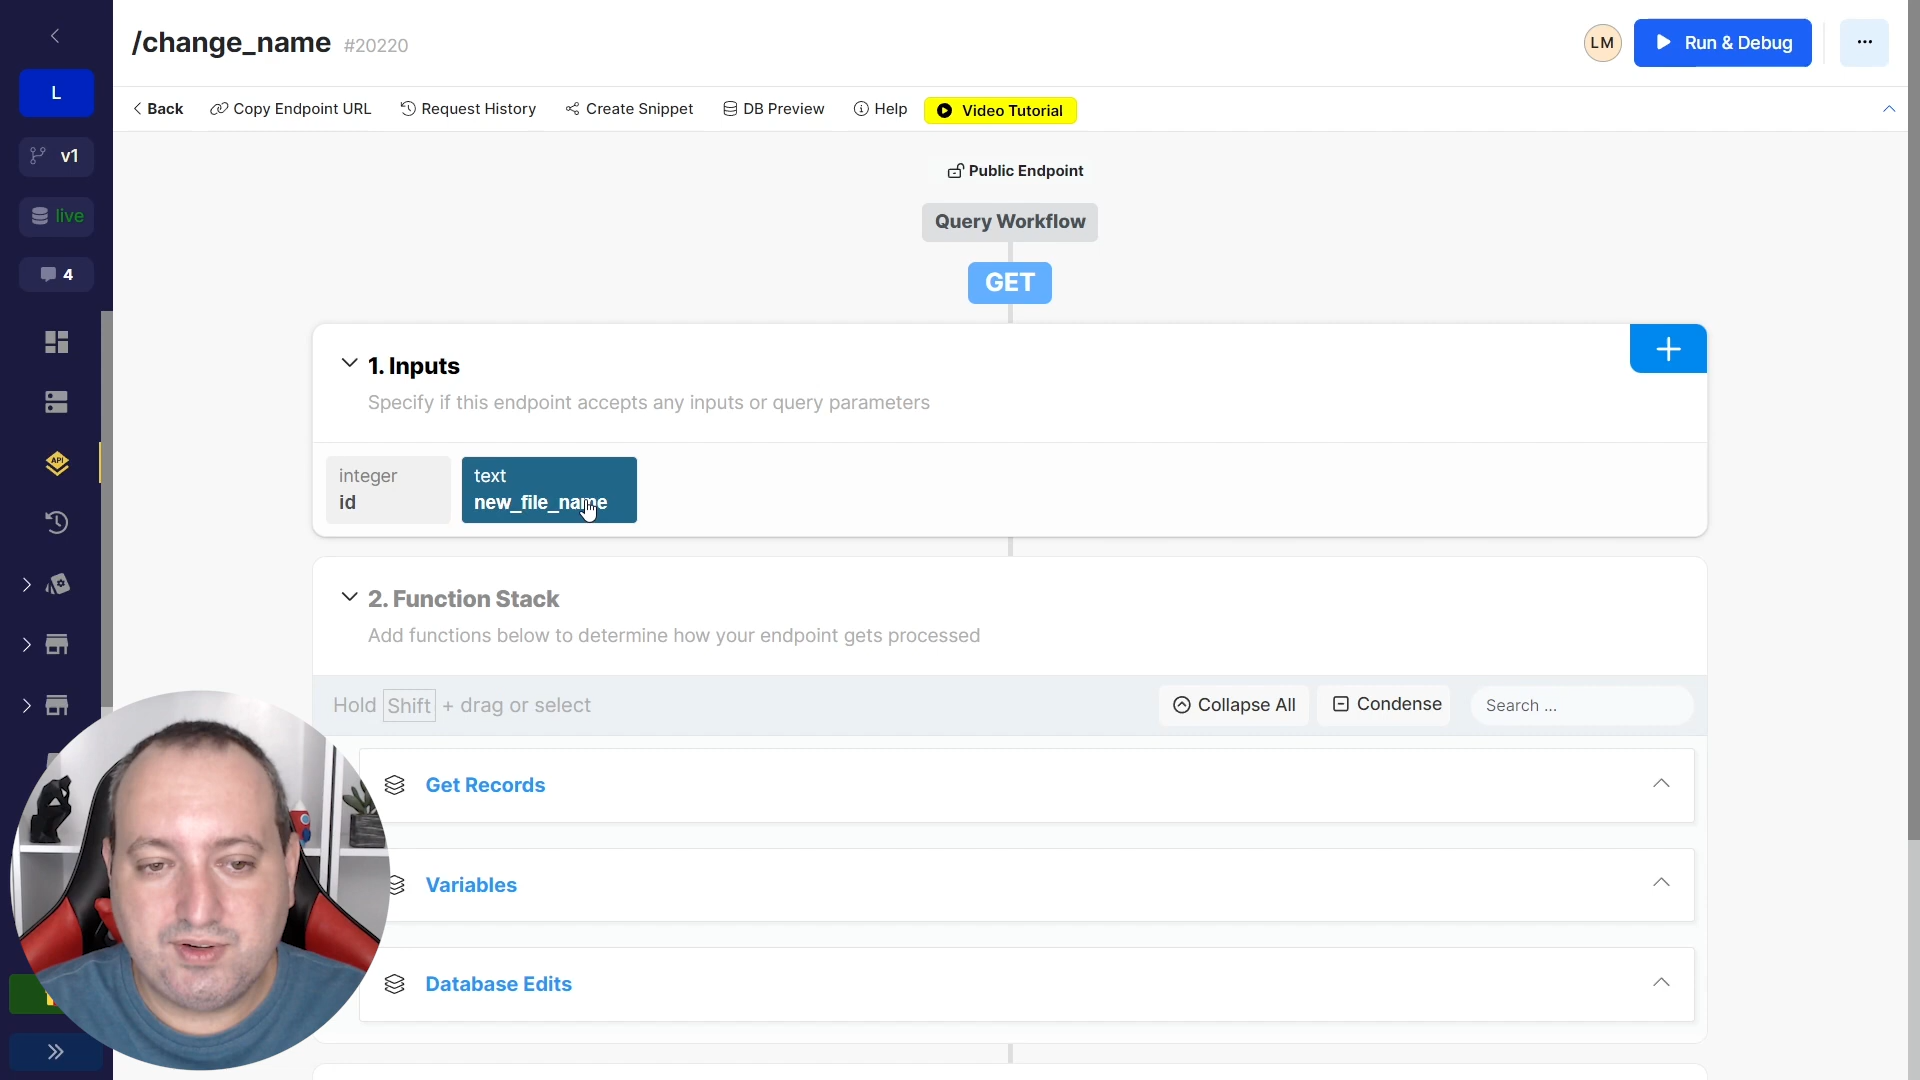 /change_name #20220
LM
Run & Debug
...
L
Back
Copy Endpoint URL
Request History
Create Snippet
DB Preview
Help
Video Tutorial
v1
live
4
Public Endpoint
Query Workflow
GET
1. Inputs
Specify if this endpoint accepts any inputs or query parameters
integer
id
text
new_file_name
2. Function Stack
Add functions below to determine how your endpoint gets processed
Hold Shift + drag or select
Collapse All
Condense
Search ...
API
Get Records
Variables
Database Edits